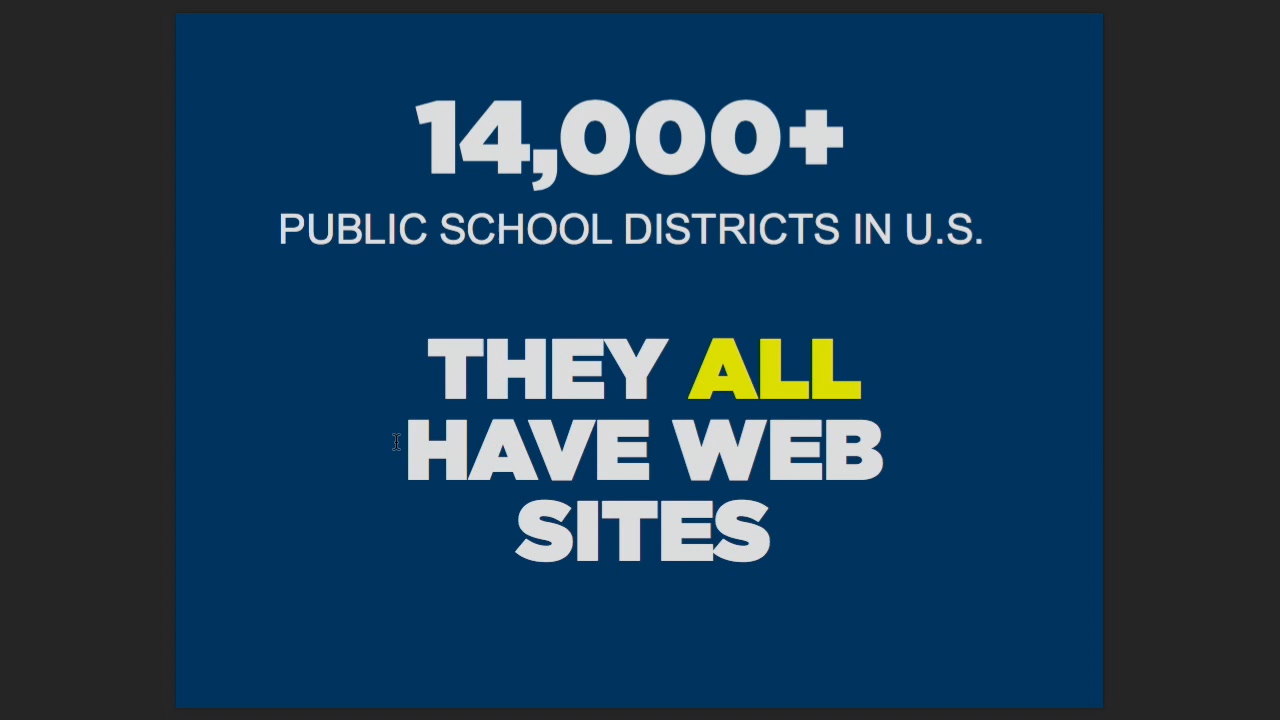 14,000+
PUBLIC SCHOOL DISTRICTS IN U.S.
THEY ALL
HAVE WEB
SITES